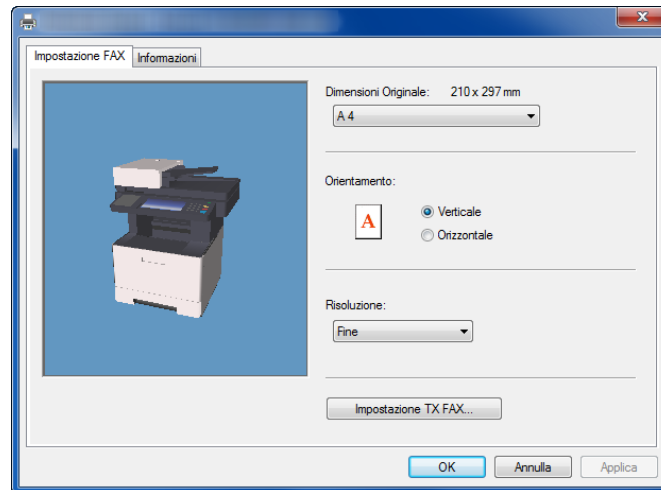 Impostazione FAX
Informazioni
Dimensioni Originale: 210 x 297 mm
A 4
Orientamento:
A
Verticale
Orizzontale
Risoluzione:
Fine
Impostazione TX FAX...
OK
Annulla
Applica